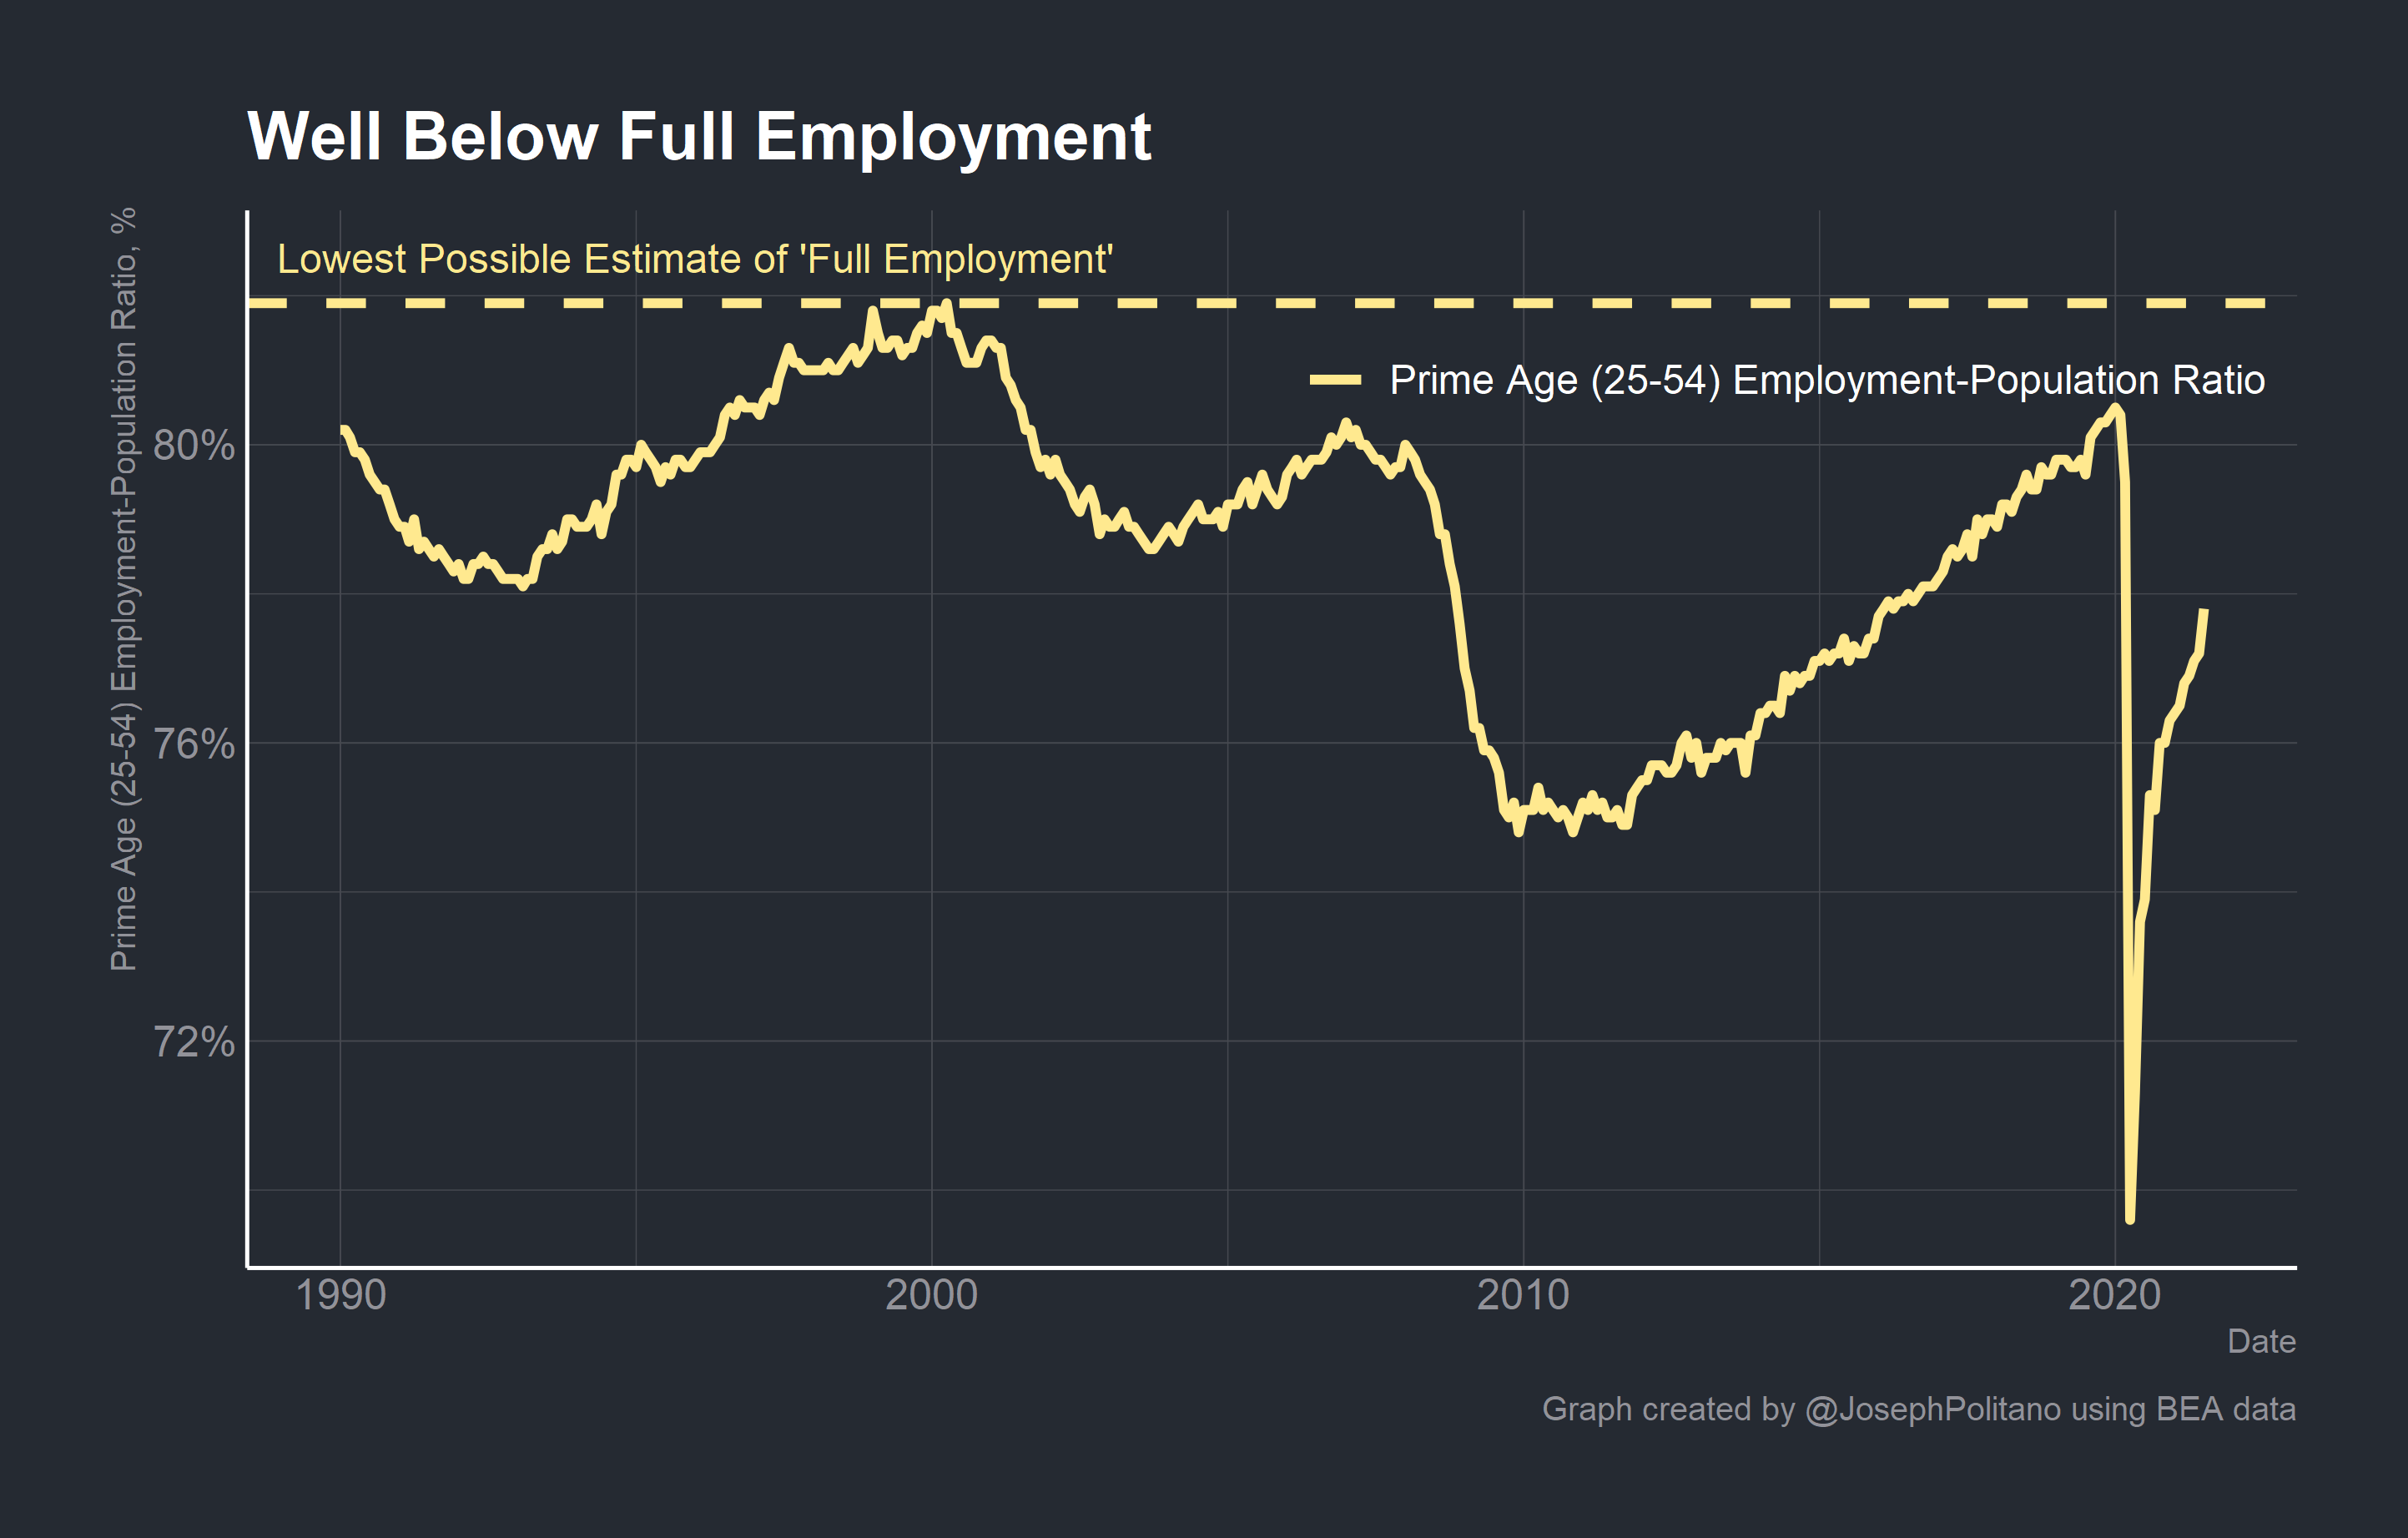 Well Below Full Employment
Prime Age (25-54) Employment-Population Ratio, %
Lowest Possible Estimate of 'Full Employment'
Prime Age (25-54) Employment-Population Ratio
80%
76%
72%
1990
2000
2010
2020
Date
Graph created by @JosephPolitano using BEA data